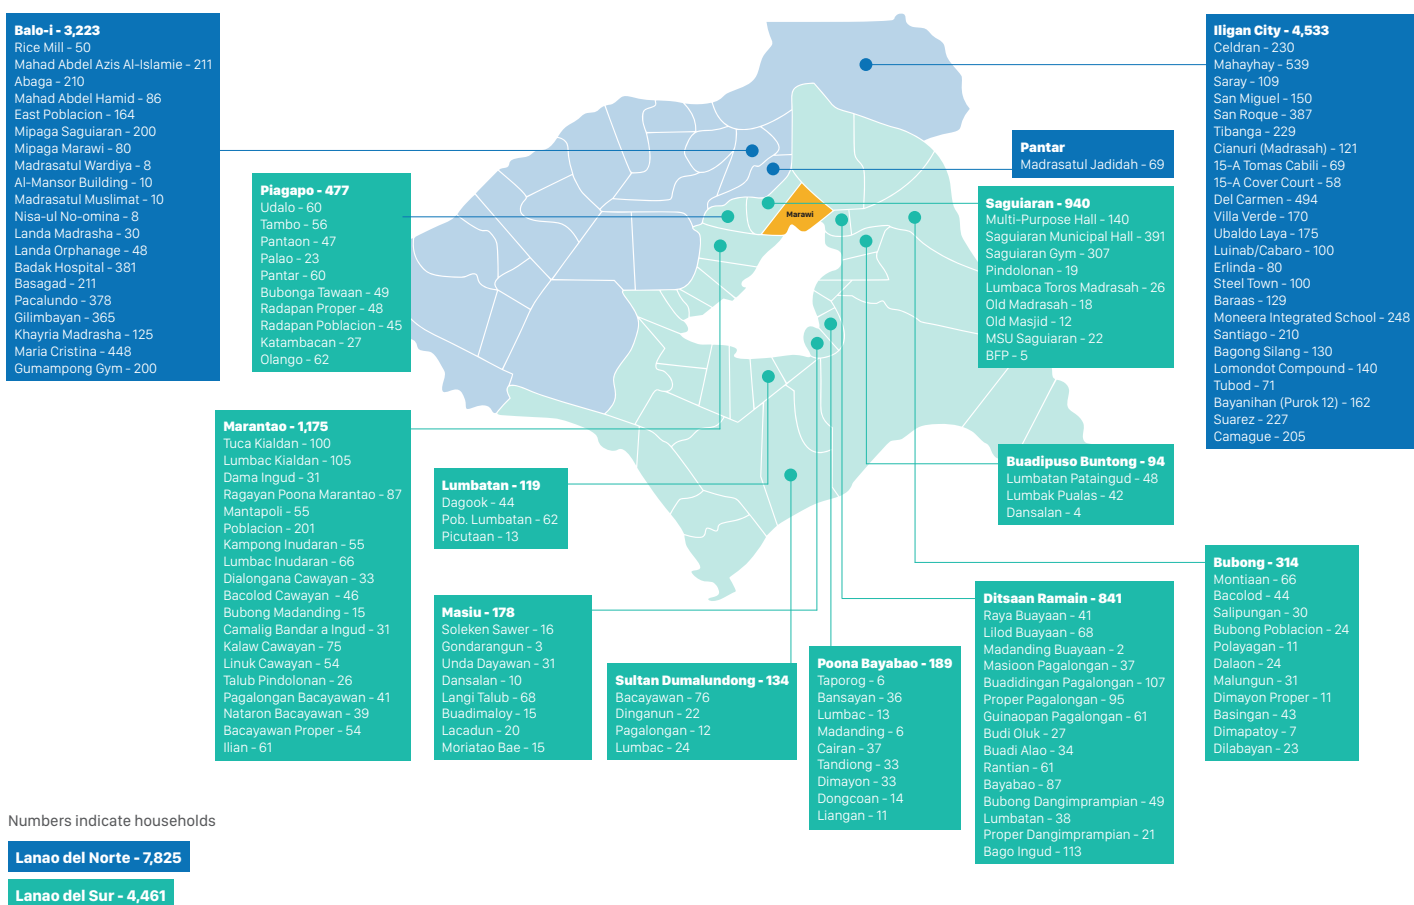 Balo-i - 3,223
Rice Mill - 50
Mahad Abdel Azis Al-Islamie - 211
Abaga - 210
Mahad Abdel Hamid - 86
East Poblacion - 164
Mipaga Saguiaran - 200
Mipaga Marawi - 80
Madrasatul Wardiya - 8
Al-Mansor Building - 10
Madrasatul Muslimat - 10
Nisa-ul No-omina - 8
Landa Madrasha - 30
Landa Orphanage - 48
Badak Hospital - 381
Basagad - 211
Pacalundo - 378
Gilimbayan - 365
Khayria Madrasha - 125
Maria Cristina - 448
Gumampong Gym - 200
Iligan City - 4,533
Celdran - 230
Mahayhay - 539
Saray - 109
San Miguel - 150
San Roque - 387
Tibanga - 229
Cianuri (Madrasah) - 121
15-A Tomas Cabili - 69
15-A Cover Court - 58
Del Carmen - 494
Villa Verde - 170
Ubaldo Laya - 175
Luinab/Cabaro - 100
Erlinda - 80
Steel Town - 100
Baraas - 129
Moneera Integrated School - 248
Santiago - 210
Bagong Silang - 130
Lomondot Compound - 140
Tubod - 71
Bayanihan (Purok 12) - 162
Suarez - 227
Camague - 205
Pantar
Madrasatul Jadidah - 69
Piagapo - 477
Udalo - 60
Tambo - 56
Pantaon - 47
Palao - 23
Pantar - 60
Bubonga Tawaan - 49
Radapan Proper - 48
Radapan Poblacion - 45
Katambacan - 27
Olango - 62
Marawi
Saguiaran - 940
Multi-Purpose Hall - 140
Saguiaran Municipal Hall - 391
Saguiaran Gym - 307
Pindolonan - 19
Lumbaca Toros Madrasah - 26
Old Madrasah - 18
Old Masjid - 12
MSU Saguiaran - 22
BFP - 5
Marantao - 1,175
Tuca Kialdan - 100
Lumbac Kialdan - 105
Dama Ingud - 31
Ragayan Poona Marantao - 87
Mantapoli - 55
Poblacion - 201
Kampong Inudaran - 55
Lumbac Inudaran - 66
Dialongana Cawayan - 33
Bacolod Cawayan - 46
Bubong Madanding - 15
Camalig Bandar a Ingud - 31
Kalaw Cawayan - 75
Linuk Cawayan - 54
Talub Pindolonan - 26
Pagalongan Bacayawan - 41
Nataron Bacayawan - 39
Bacayawan Proper - 54
Ilian - 61
Lumbatan - 119
Dagook - 44
Pob. Lumbatan - 62
Picutaan - 13
Buadipuso Buntong - 94
Lumbatan Pataingud - 48
Lumbak Pualas - 42
Dansalan - 4
Masiu - 178
Soleken Sawer - 16
Gondarangun - 3
Unda Dayawan - 31
Dansalan - 10
Langi Talub - 68
Buadimaloy - 15
Lacadun - 20
Moriatao Bae - 15
Sultan Dumalundong - 134
Bacayawan - 76
Dinganun - 22
Pagalongan - 12
Lumbac - 24
Poona Bayabao - 189
Taporog - 6
Bansayan - 36
Lumbac - 13
Madanding - 6
Cairan - 37
Tandiong - 33
Dimayon - 33
Dongcoan - 14
Liangan - 11
Ditsaan Ramain - 841
Raya Buayaan - 41
Lilod Buayaan - 68
Madanding Buayaan - 2
Masioon Pagalongan - 37
Buadidingan Pagalongan - 107
Proper Pagalongan - 95
Guinaopan Pagalongan - 61
Budi Oluk - 27
Buadi Alao - 34
Rantian - 61
Bayabao - 87
Bubong Dangimprampian - 49
Lumbatan - 38
Proper Dangimprampian - 21
Bago Ingud - 113
Bubong - 314
Montiaan - 66
Bacolod - 44
Salipungan - 30
Bubong Poblacion - 24
Polayagan - 11
Dalaon - 24
Malungun - 31
Dimayon Proper - 11
Basingan - 43
Dimapatoy - 7
Dilabayan - 23
Numbers indicate households
Lanao del Norte - 7,825
Lanao del Sur - 4,461